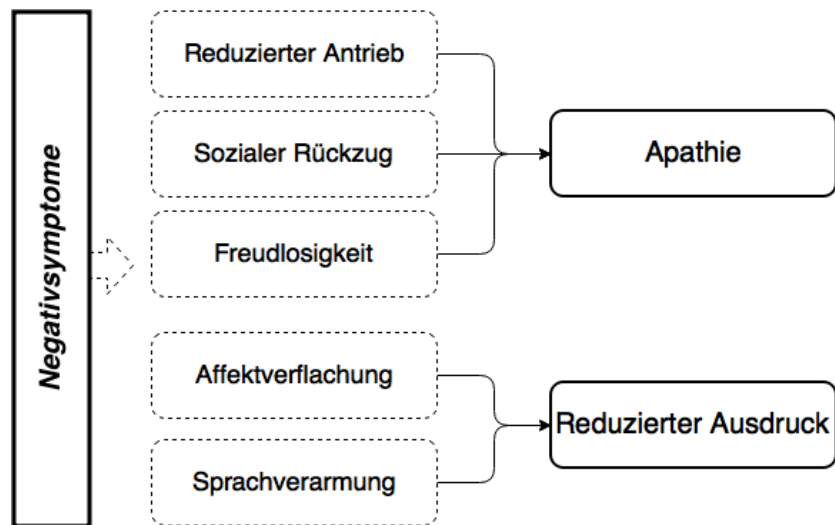 Negativsymptome
Reduzierter Antrieb
Sozialer Rückzug
Freudlosigkeit
Apathie
Affektverflachung
Sprachverarmung
Reduzierter Ausdruck